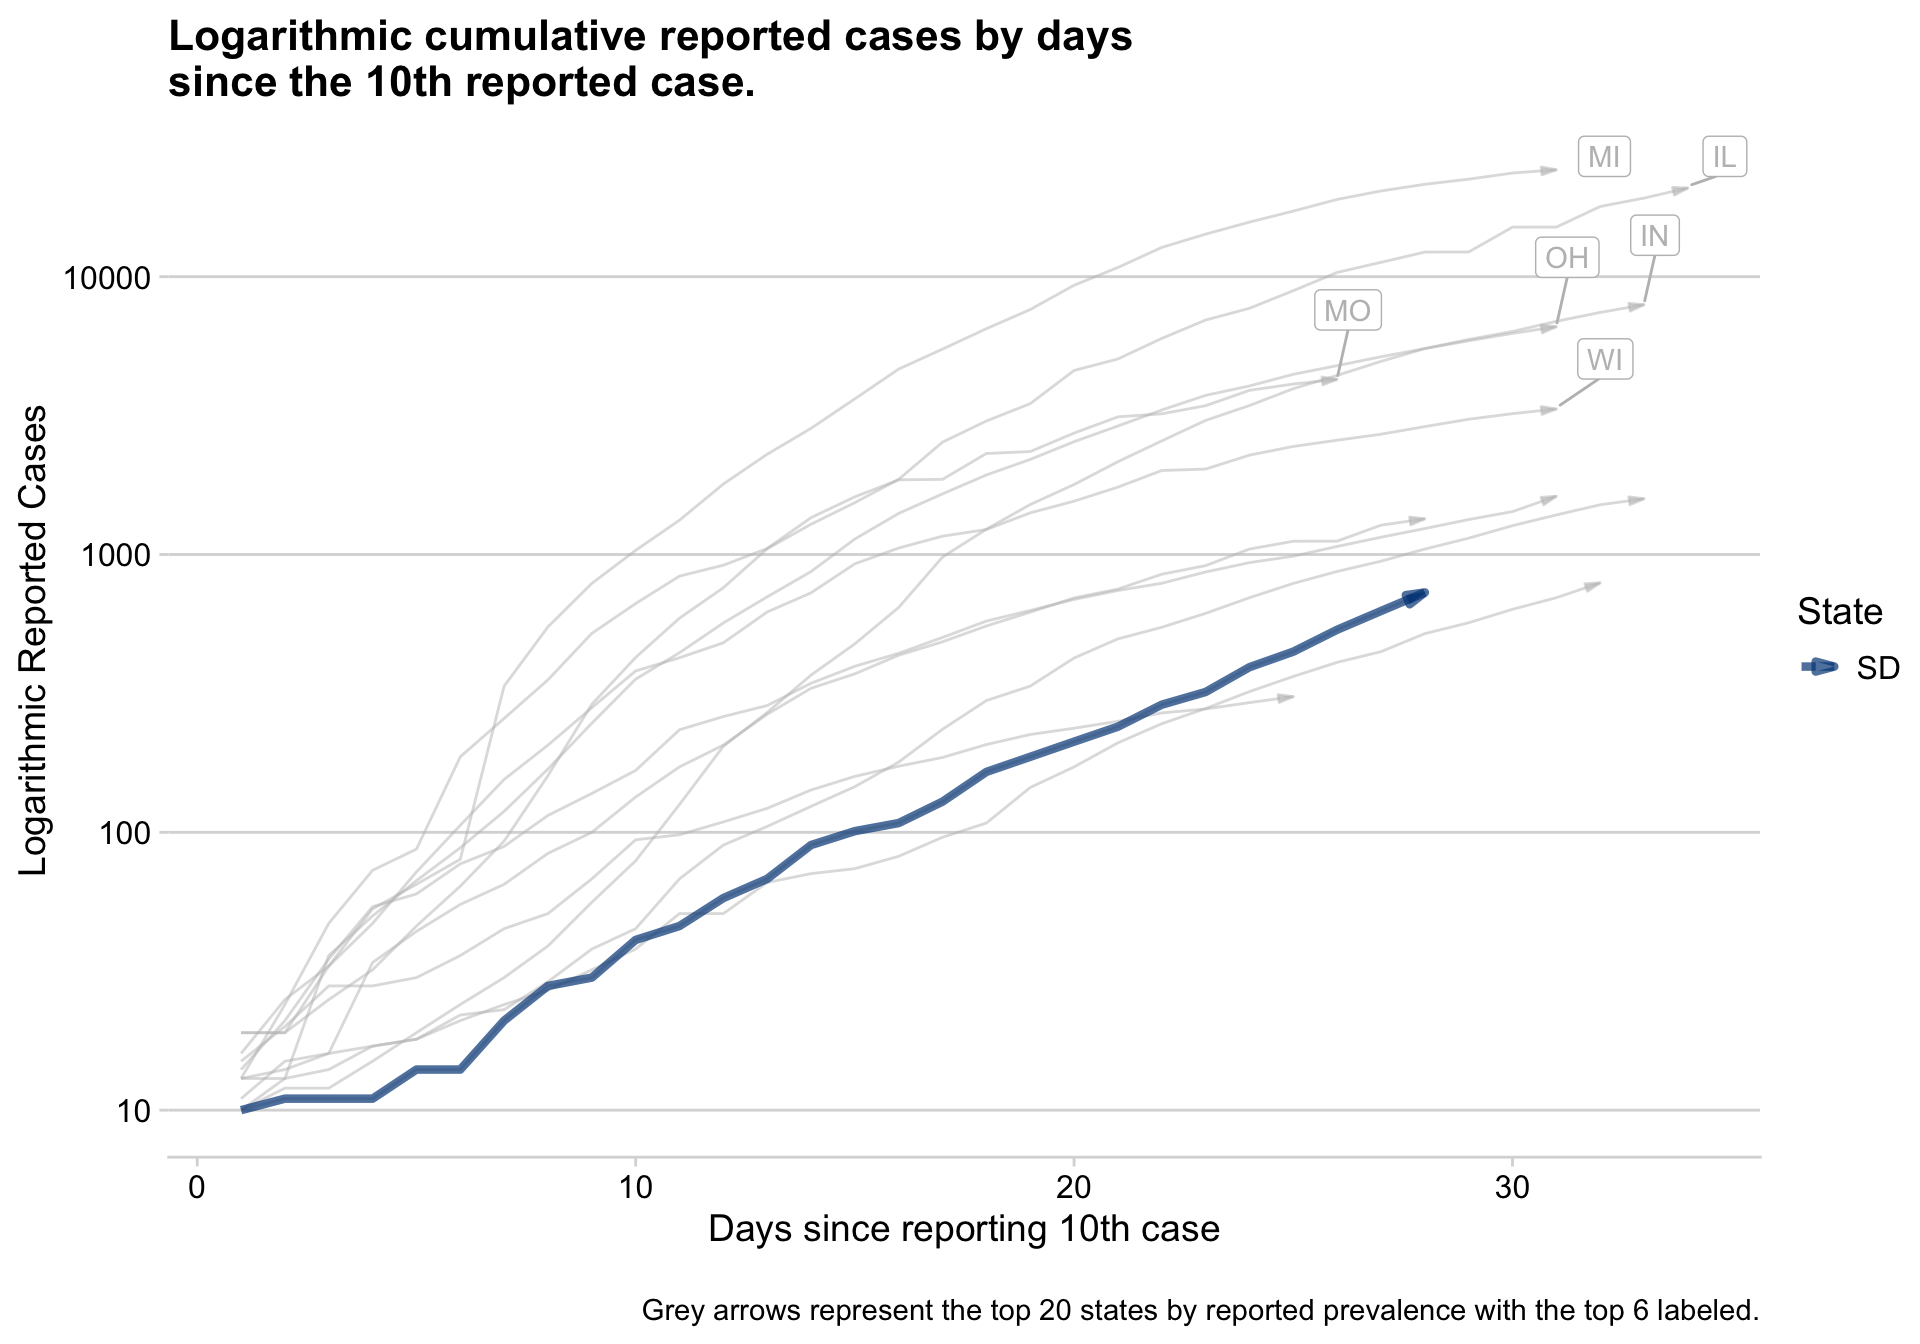 Logarithmic cumulative reported cases by days
since the 10th reported case.
MI
IL
IN
OH
MO
WI
10000
1000
100
10
Logarithmic Reported Cases
State
SD
0 10 20 30
Days since reporting 10th case
Grey arrows represent the top 20 states by reported prevalence with the top 6 labeled.